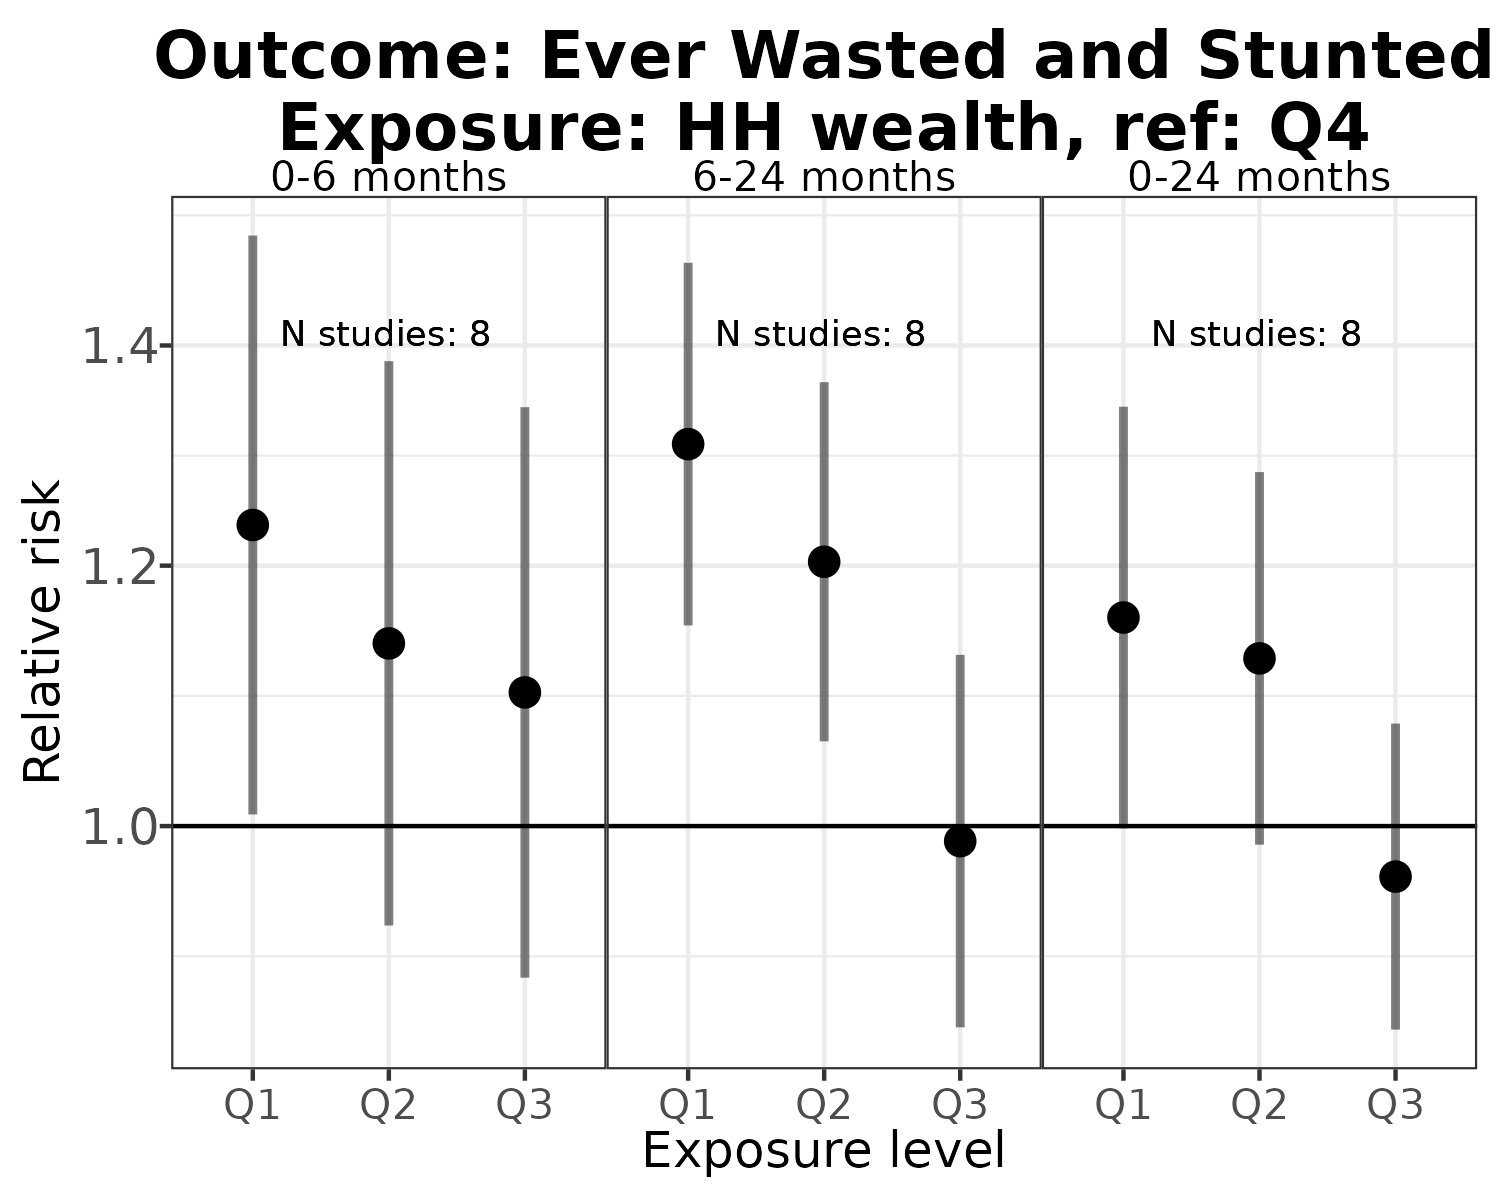 Outcome: Ever Wasted and Stunted
Exposure: HH wealth, ref: Q4
0-6 months
6-24 months
0-24 months
N studies: 8
N studies: 8
N studies: 8
1.4
1.2
1.0
Relative risk
Q1 Q2 Q3
Q1 Q2 Q3
Q1 Q2 Q3
Exposure level